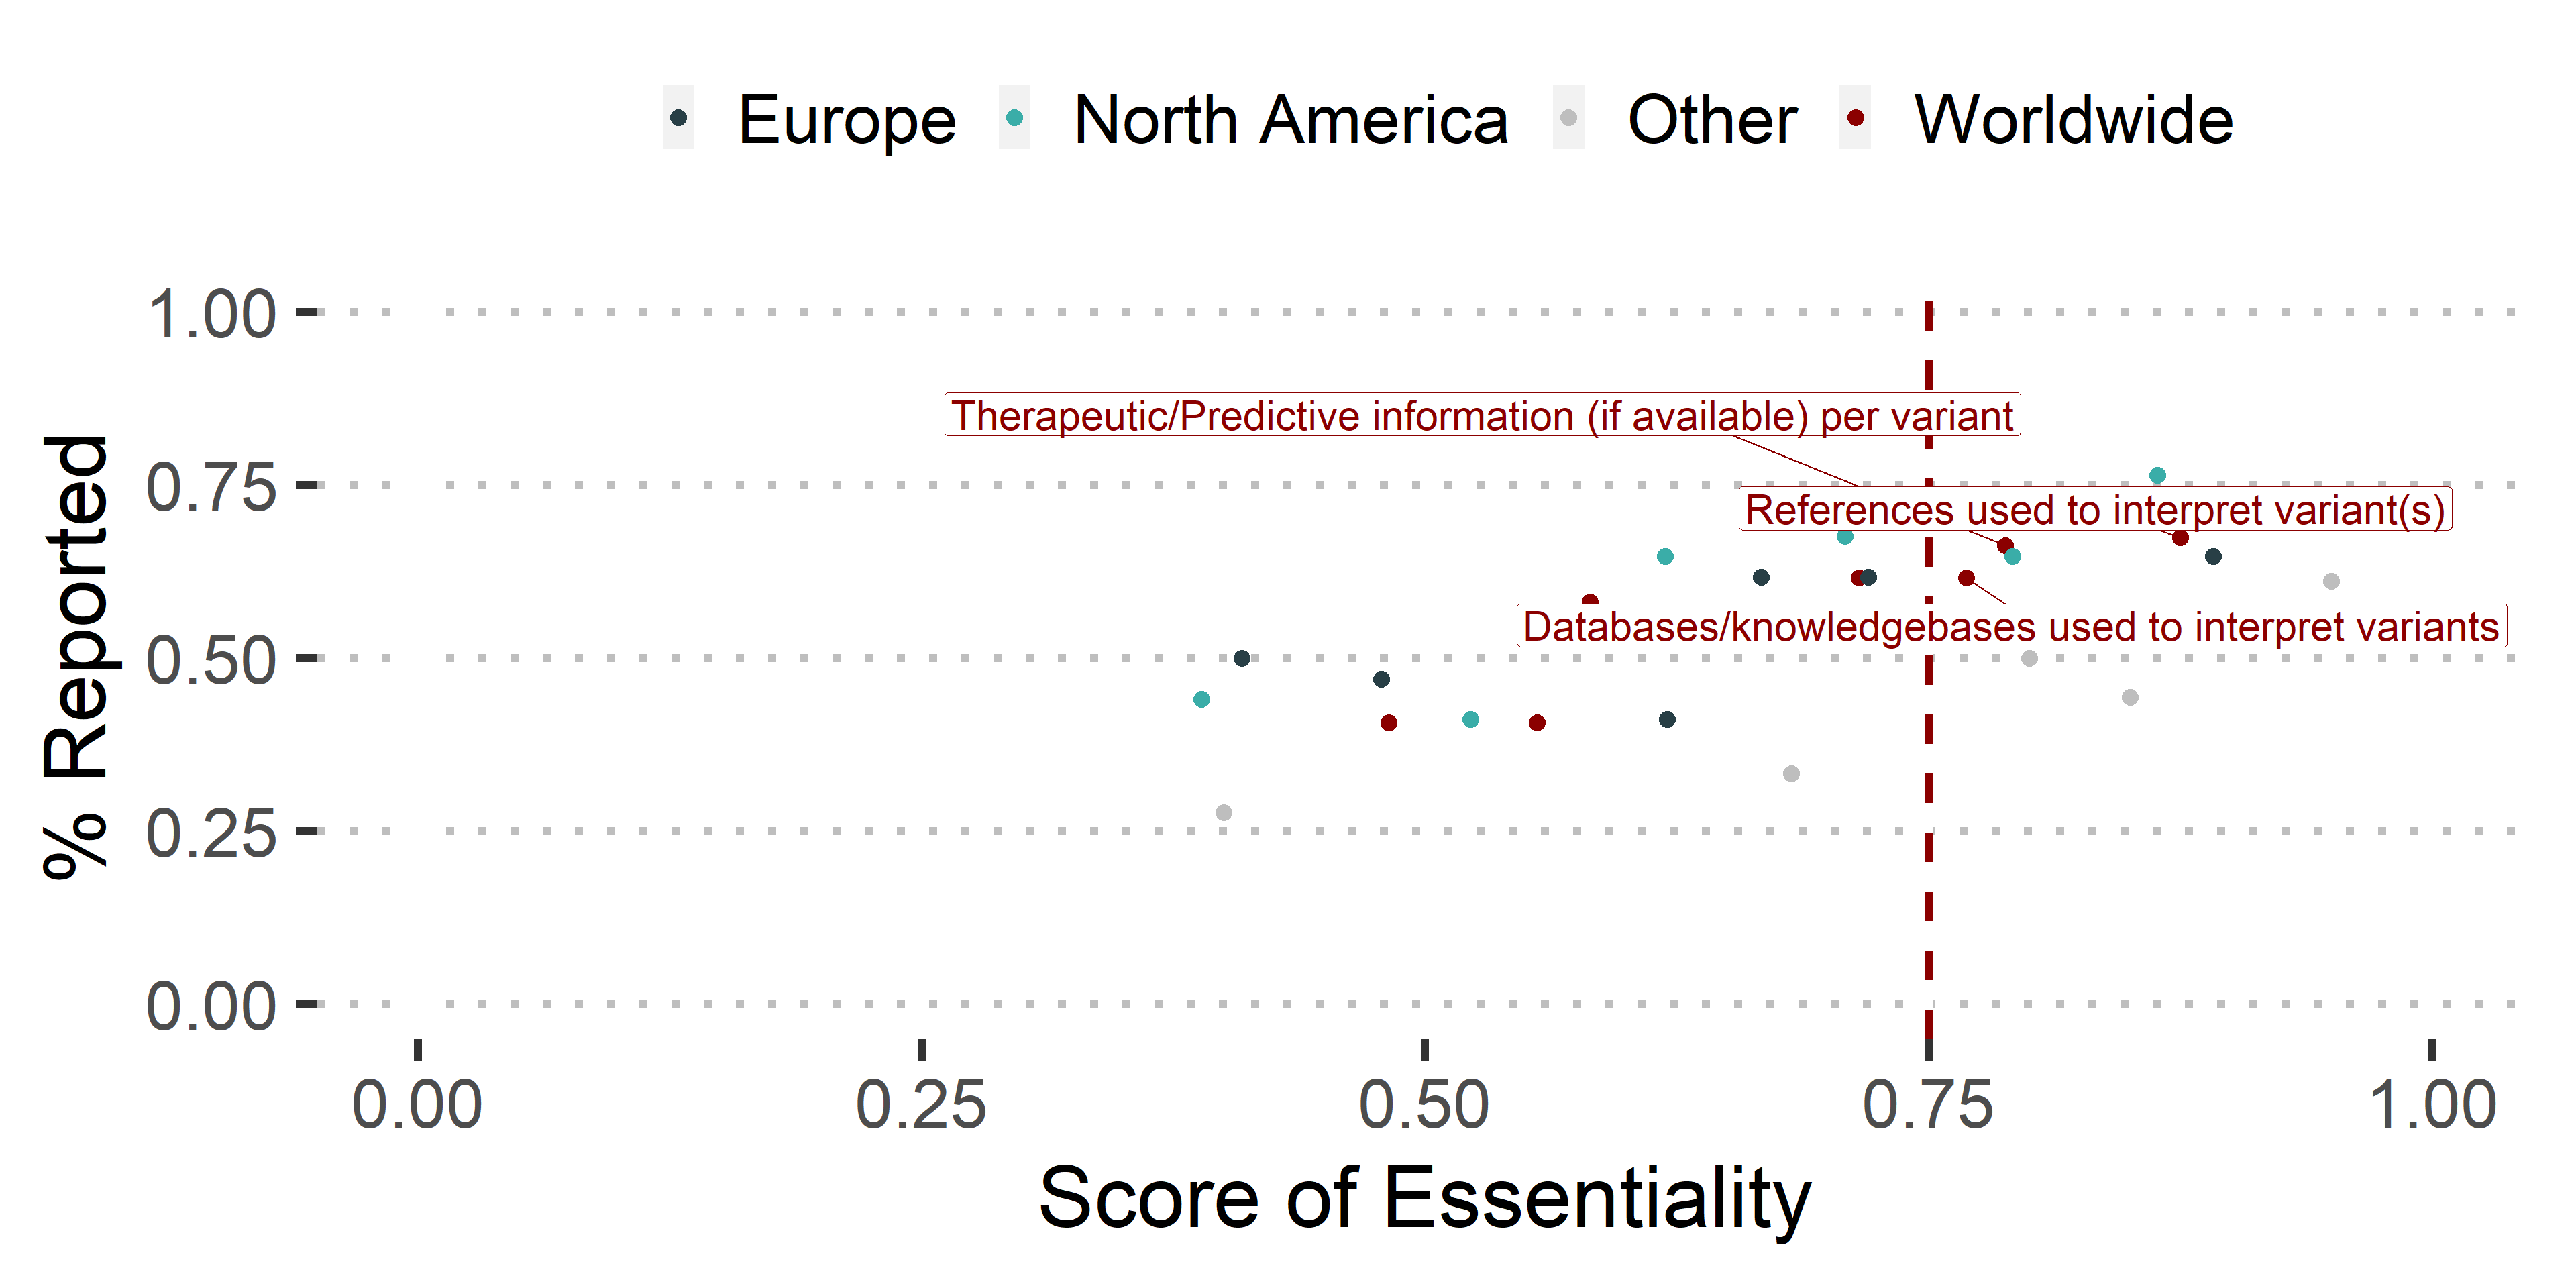 Europe North America Other Worldwide
1.00
Therapeutic/Predictive information (if available) per variant
0.75
References used to interpret variant(s)
Databases/knowledgebases used to interpret variants
0.50
0.25
0.00
% Reported
0.00 0.25 0.50 0.75 1.00
Score of Essentiality